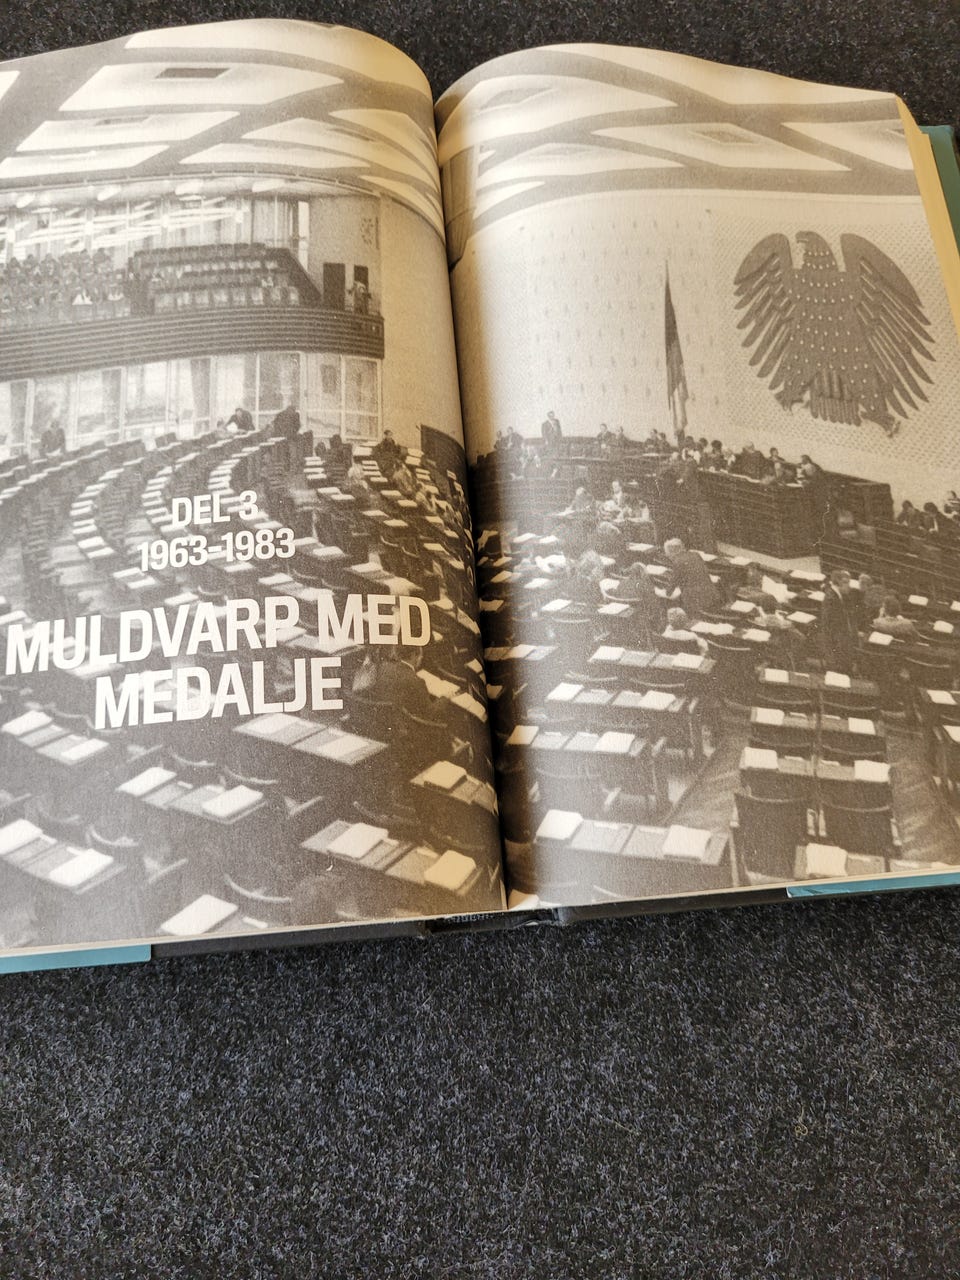 DEL 3
1963-1983
MULDVARP MED
MEDALJE